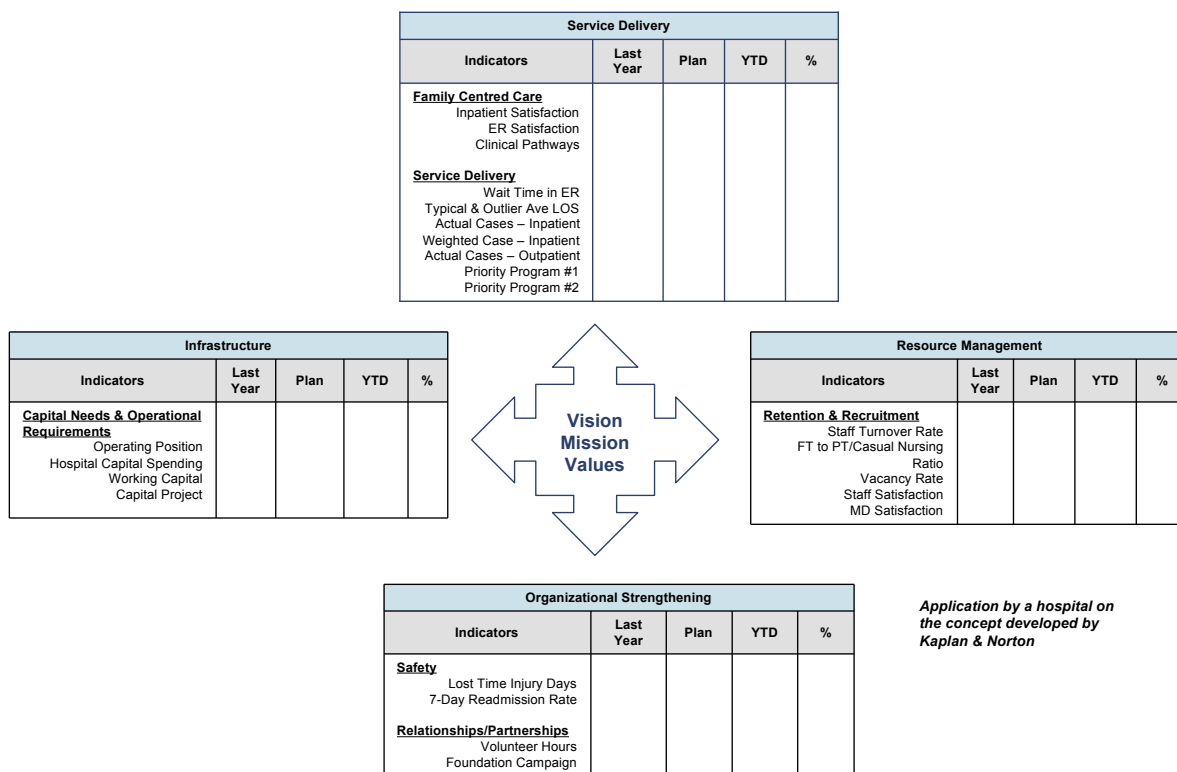 Service Delivery
Indicators Last Year Plan YTD %
Family Centred Care
Inpatient Satisfaction
ER Satisfaction
Clinical Pathways
Service Delivery
Wait Time in ER
Typical & Outlier Ave LOS
Actual Cases – Inpatient
Weighted Case – Inpatient
Actual Cases – Outpatient
Priority Program #1
Priority Program #2
Infrastructure
Indicators Last Year Plan YTD %
Capital Needs & Operational
Requirements
Operating Position
Hospital Capital Spending
Working Capital
Capital Project
Vision
Mission
Values
Resource Management
Indicators Last Year Plan YTD %
Retention & Recruitment
Staff Turnover Rate
FT to PT/Casual Nursing
Ratio
Vacancy Rate
Staff Satisfaction
MD Satisfaction
Organizational Strengthening
Indicators Last Year Plan YTD %
Safety
Lost Time Injury Days
7-Day Readmission Rate
Relationships/Partnerships
Volunteer Hours
Foundation Campaign
Application by a hospital on
the concept developed by
Kaplan & Norton